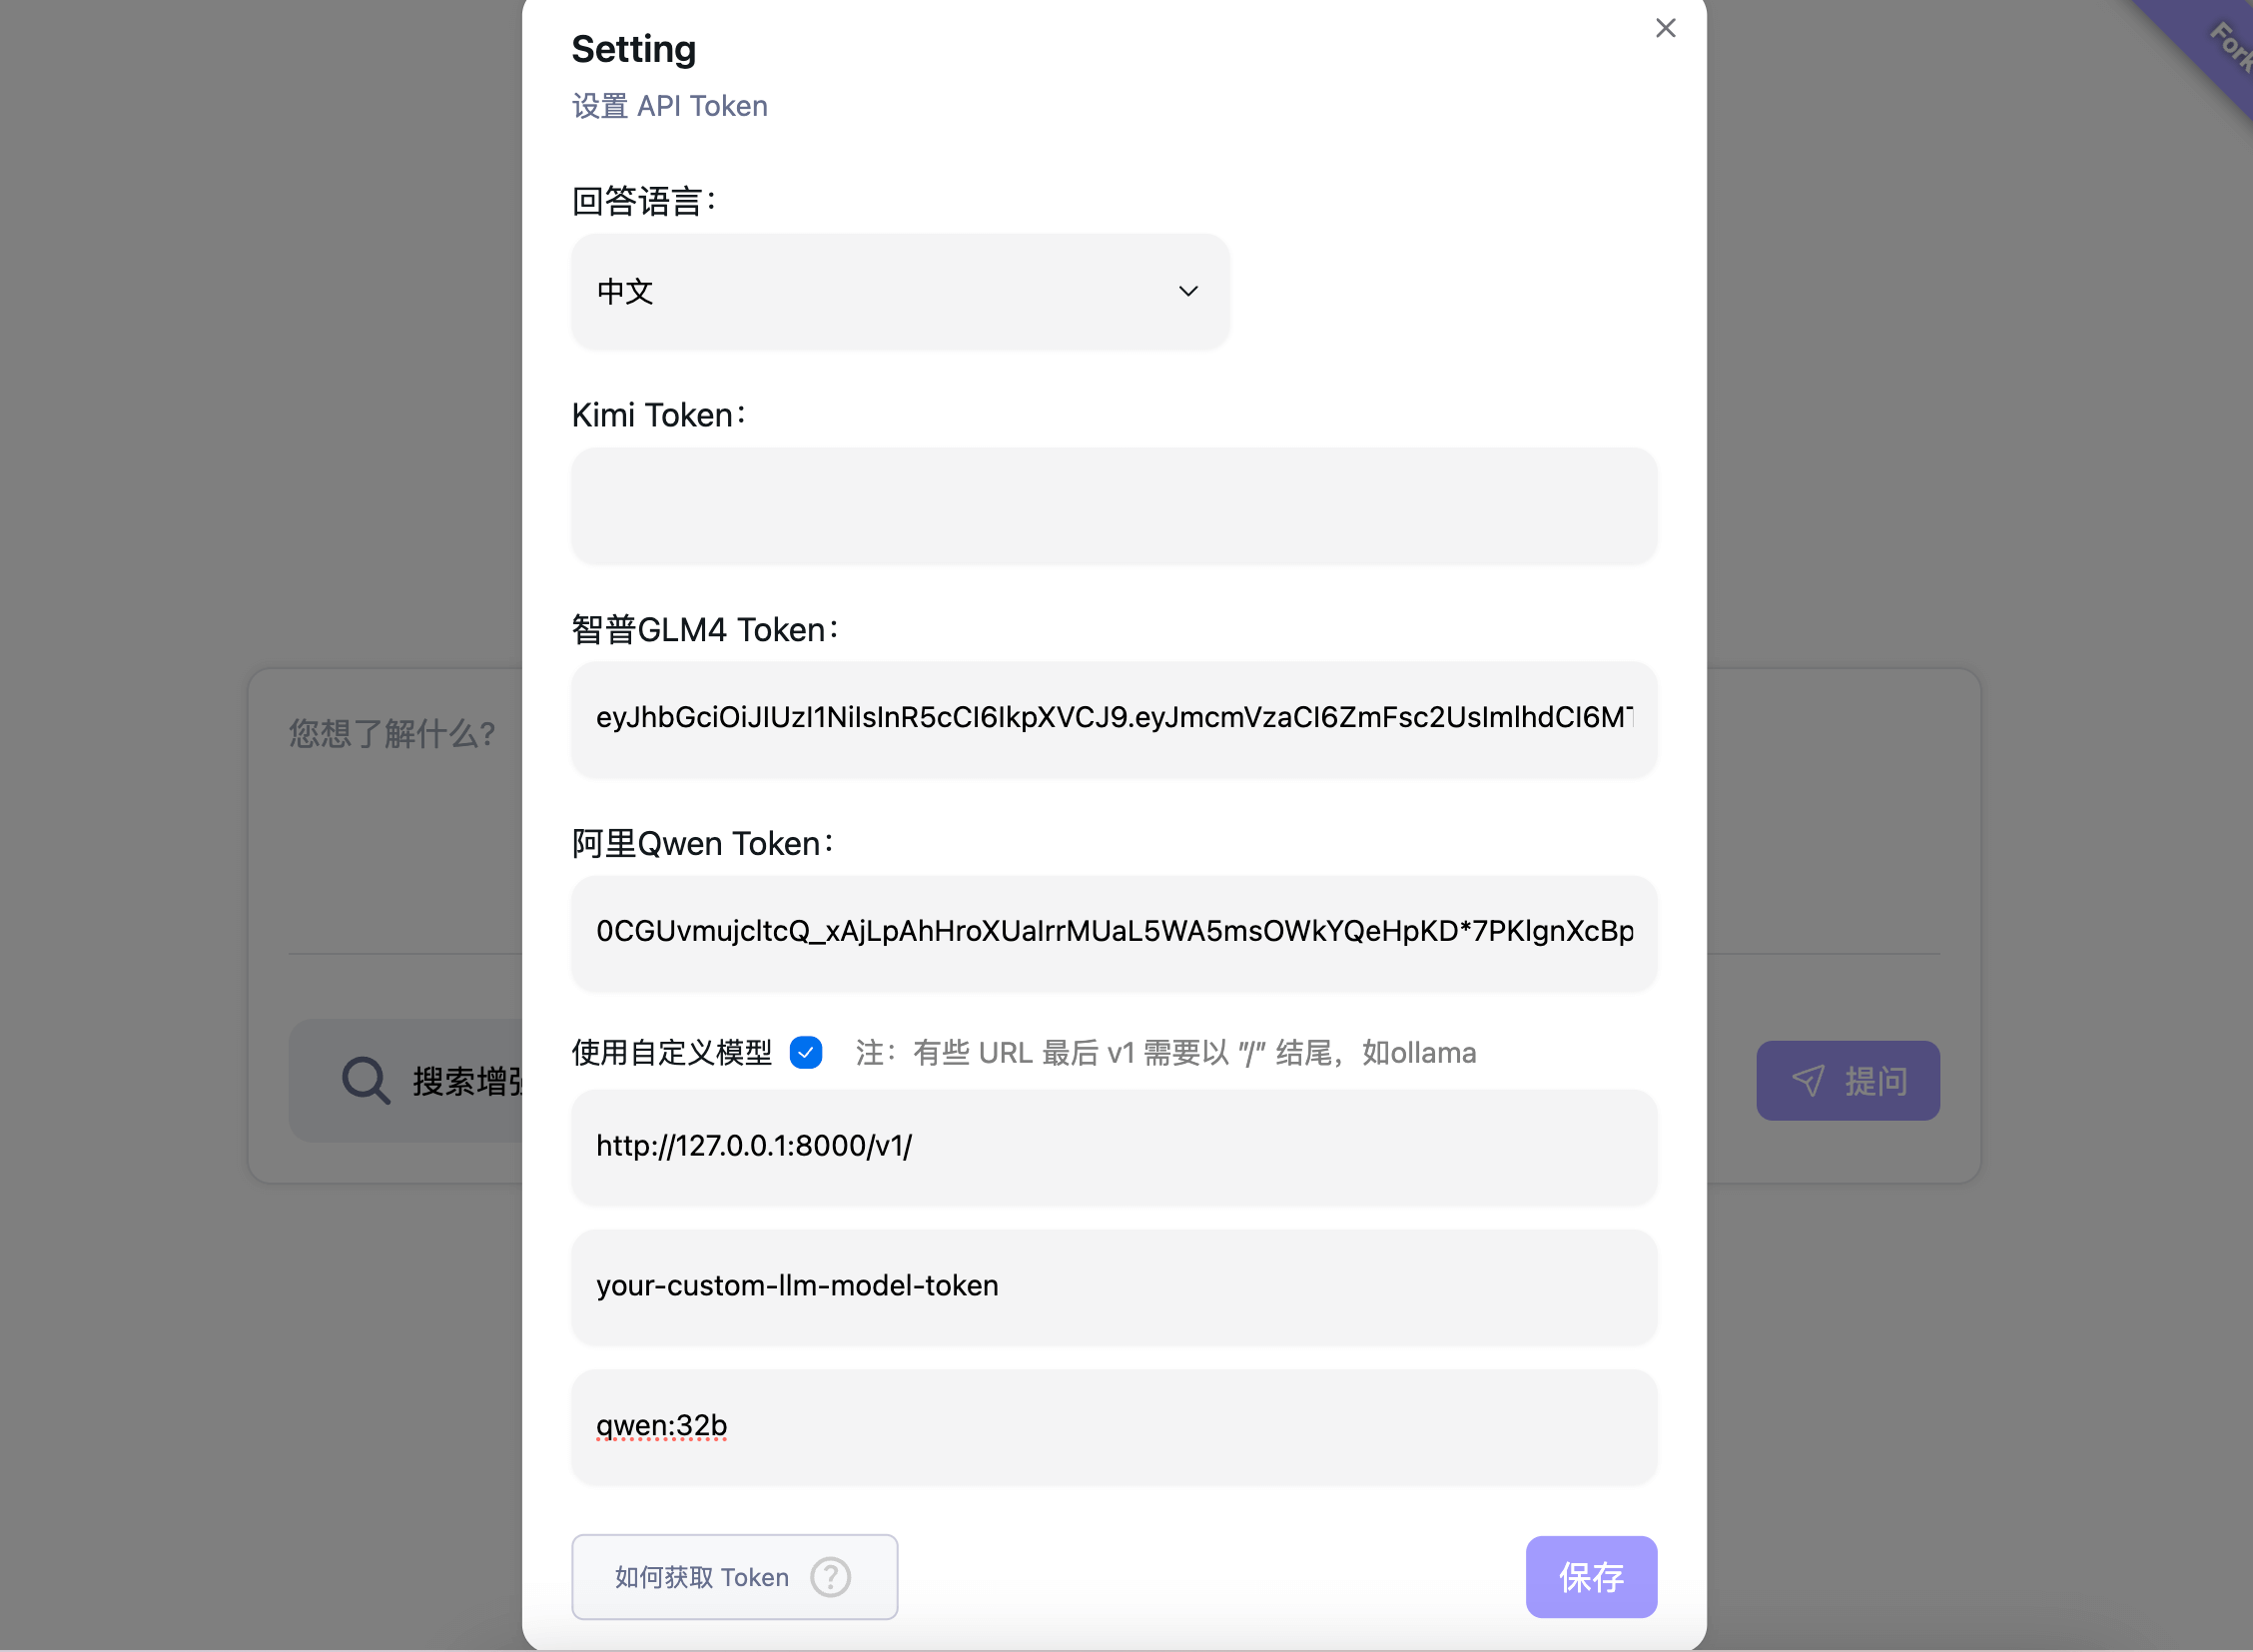 Setting
Fork
设置 API Token
回答语言：
中文
Kimi Token：
智普GLM4 Token：
eyJhbGciOiJIUzI1NiIsInR5cCI6IkpXVCJ9.eyJmcmVzaCI6ZmFsc2UsImlhdCI6MT
您想了解什么？
阿里Qwen Token：
0CGUvmujcltcQ_xAjLpAhHroXUaIrrMUaL5WA5msOWkYQeHpKD*7PKlgnXcBp
使用自定义模型 注：有些 URL 最后 v1 需要以 "/" 结尾，如ollama
搜索增强
提问
http://127.0.0.1:8000/v1/
your-custom-llm-model-token
qwen:32b
如何获取 Token ?
保存